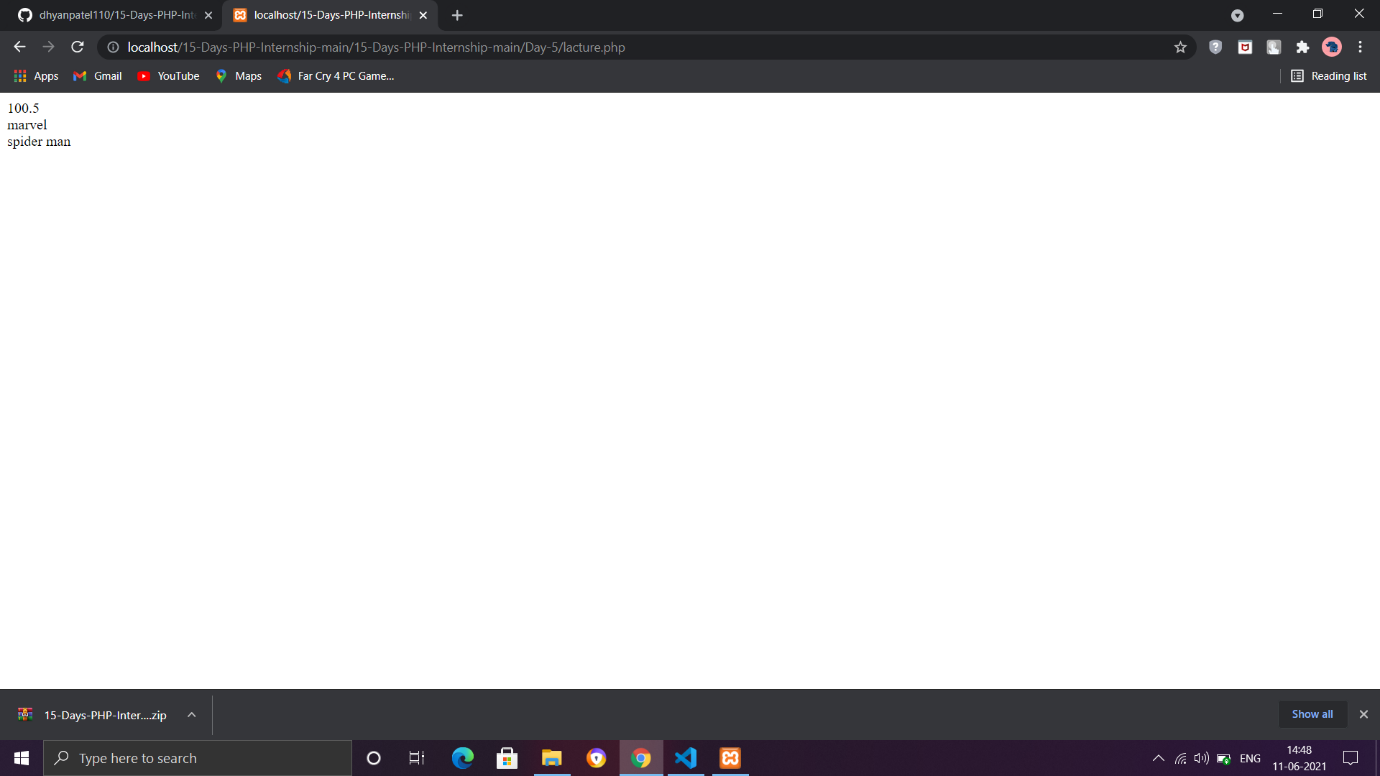 dhyanpatel110/15-Days-PHP-Int
localhost/15-Days-PHP-Internshi
localhost/15-Days-PHP-Internship-main/15-Days-PHP-Internship-main/Day-5/lacture.php
Apps
Gmail
YouTube
Maps
Far Cry 4 PC Game...
Reading list
100.5
marvel
spider man
15-Days-PHP-Inter....zip
Show all
Type here to search
ENG
14:48
11-06-2021